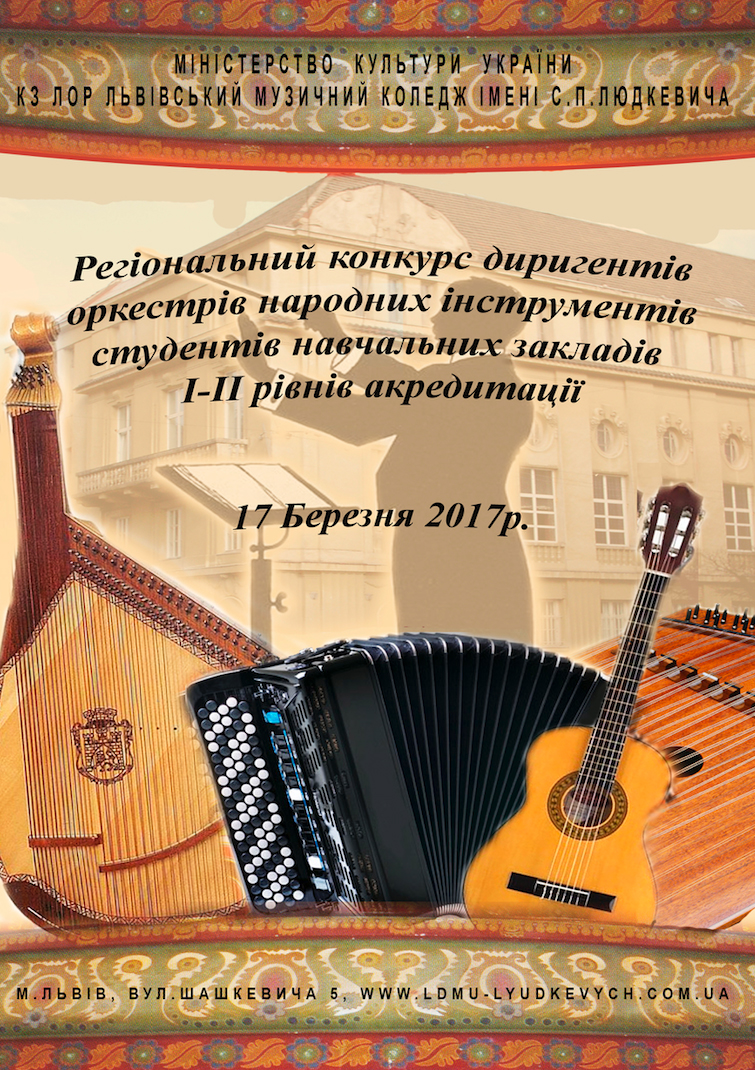 МІНІСТЕРСТВО КУЛЬТУРИ УКРАЇНИ
КЗ ЛОР ЛЬВІВСЬКИЙ МУЗИЧНИЙ КОЛЕДЖ ІМЕНІ С.П.ЛЮДКЕВИЧА
Регіональний конкурс диригентів
оркестрів народних інструментів
студентів навчальних закладів
І-ІІ рівнів акредитації
17 Березня 2017р.
М.ЛЬВІВ, ВУЛ.ШАШКЕВИЧА 5, WWW.LDMU-LYUDKEVYCH.COM.UA